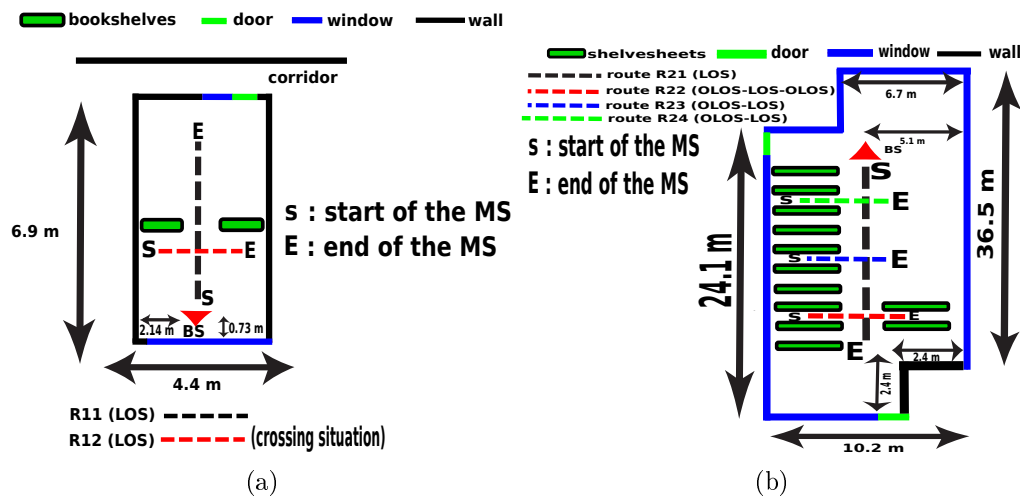 bookshelves door window wall
corridor
E
6.9 m
S E
s : start of the MS
E : end of the MS
S
2.14 m BS 0.73 m
4.4 m
R11 (LOS)
R12 (LOS) (crossing situation)
(a)
shelvesheets door window wall
route R21 (LOS)
route R22 (OLOS-LOS-OLOS)
route R23 (OLOS-LOS)
route R24 (OLOS-LOS)
s : start of the MS
E : end of the MS
6.7 m
5.1 m
BS
S
S E
S E
S E
E
24.1 m
36.5 m
2.4 m
2.4 m
10.2 m
(b)